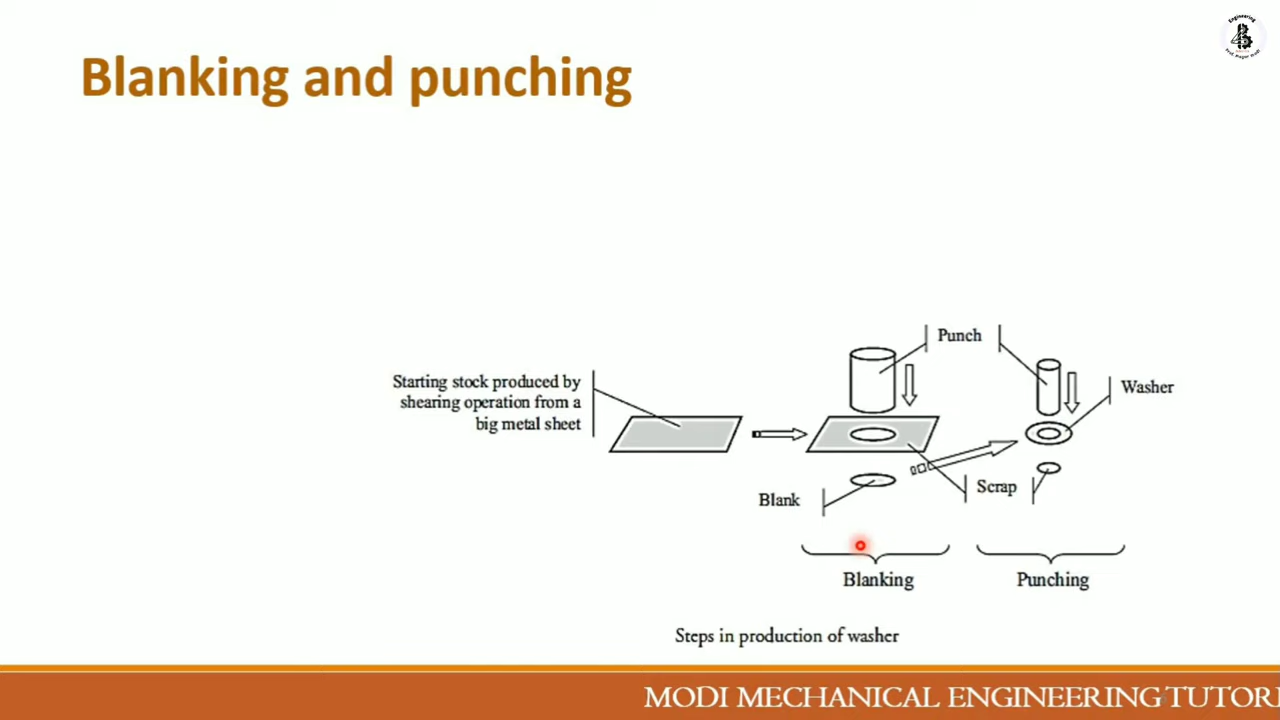 Engineering
Blanking and punching
Punch
Starting stock produced by
shearing operation from a
big metal sheet
Washer
Blank
Scrap
Blanking
Punching
Steps in production of washer
MODI MECHANICAL ENGINEERING TUTORI